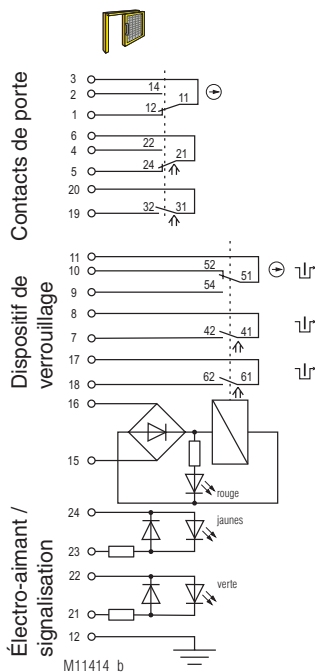 Contacts de porte
3
2 14
11
1 12
6
4 22
21
5 24
20
19 32 31
Dispositif de
verrouillage
11
10 52
51
9 54
8
7 42 41
17
18 62 61
Électro-aimant /
signalisation
16
15
rouge
24
jaunes
23
22
verte
21
12
M11414_b